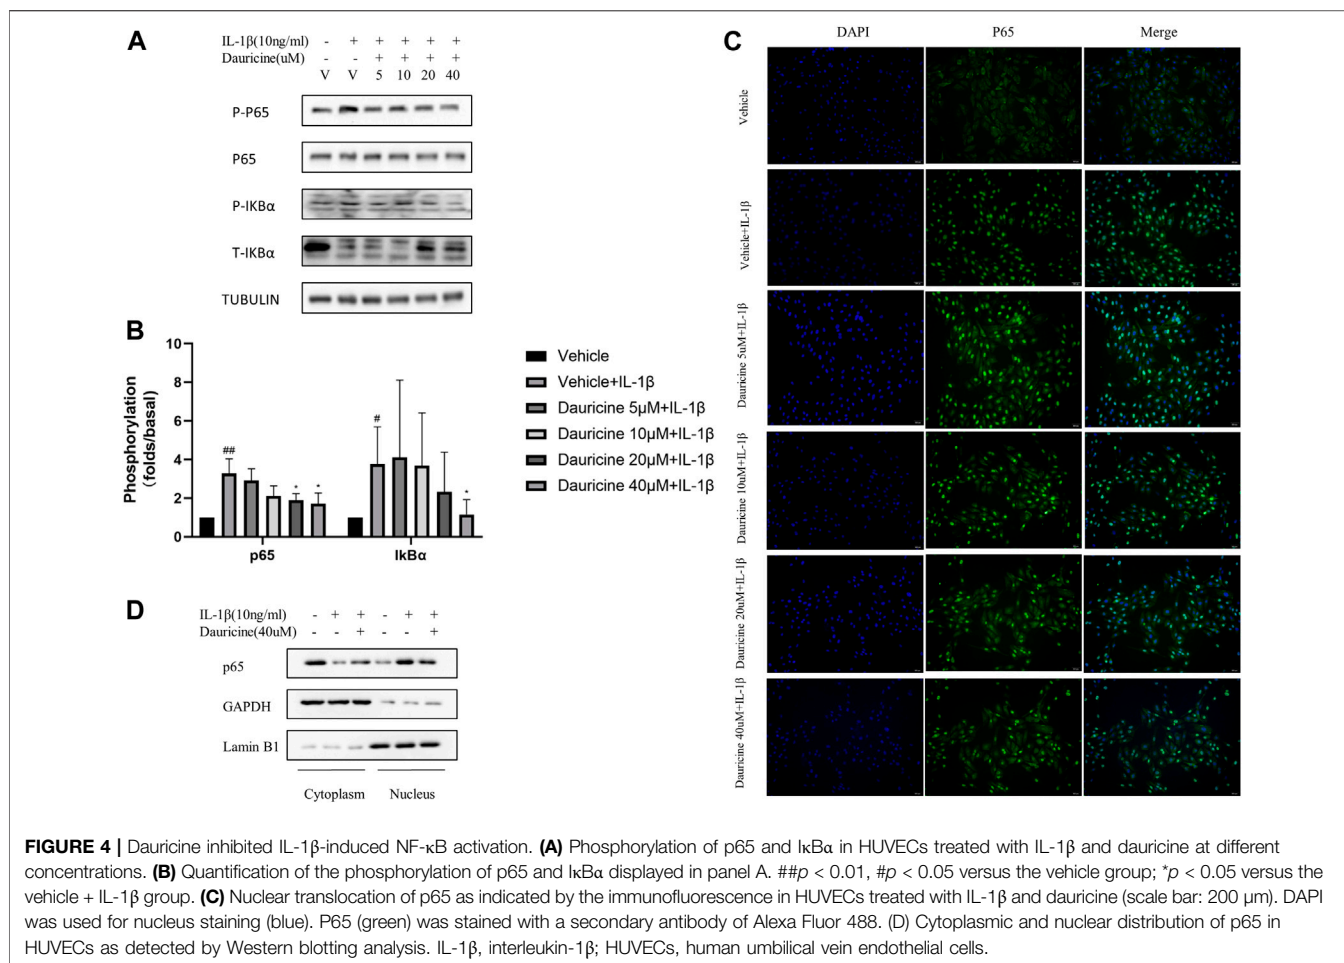 A
IL-1β(10ng/ml) - + + + + +
Dauricine(uM) - - + + + +
V V 5 10 20 40
P-P65
P65
P-IKBα
T-IKBα
TUBULIN
B
Phosphorylation
(folds/basal)
10
8
6
4
2
0
##
*
*
#
*
p65
IkBα
Vehicle
Vehicle+IL-1β
Dauricine 5μM+IL-1β
Dauricine 10μM+IL-1β
Dauricine 20μM+IL-1β
Dauricine 40μM+IL-1β
C
DAPI P65 Merge
Vehicle
Vehicle+IL-1β
Dauricine 5uM+IL-1β
Dauricine 10uM+IL-1β
Dauricine 20uM+IL-1β
Dauricine 40uM+IL-1β
D
IL-1β(10ng/ml) - + + - + +
Dauricine(40uM) - - + - - +
p65
GAPDH
Lamin B1
Cytoplasm Nucleus
FIGURE 4 | Dauricine inhibited IL-1β-induced NF-κB activation. (A) Phosphorylation of p65 and IκBα in HUVECs treated with IL-1β and dauricine at different
concentrations. (B) Quantification of the phosphorylation of p65 and IκBα displayed in panel A. ##p < 0.01, #p < 0.05 versus the vehicle group; *p < 0.05 versus the
vehicle + IL-1β group. (C) Nuclear translocation of p65 as indicated by the immunofluorescence in HUVECs treated with IL-1β and dauricine (scale bar: 200 μm). DAPI
was used for nucleus staining (blue). P65 (green) was stained with a secondary antibody of Alexa Fluor 488. (D) Cytoplasmic and nuclear distribution of p65 in
HUVECs as detected by Western blotting analysis. IL-1β, interleukin-1β; HUVECs, human umbilical vein endothelial cells.